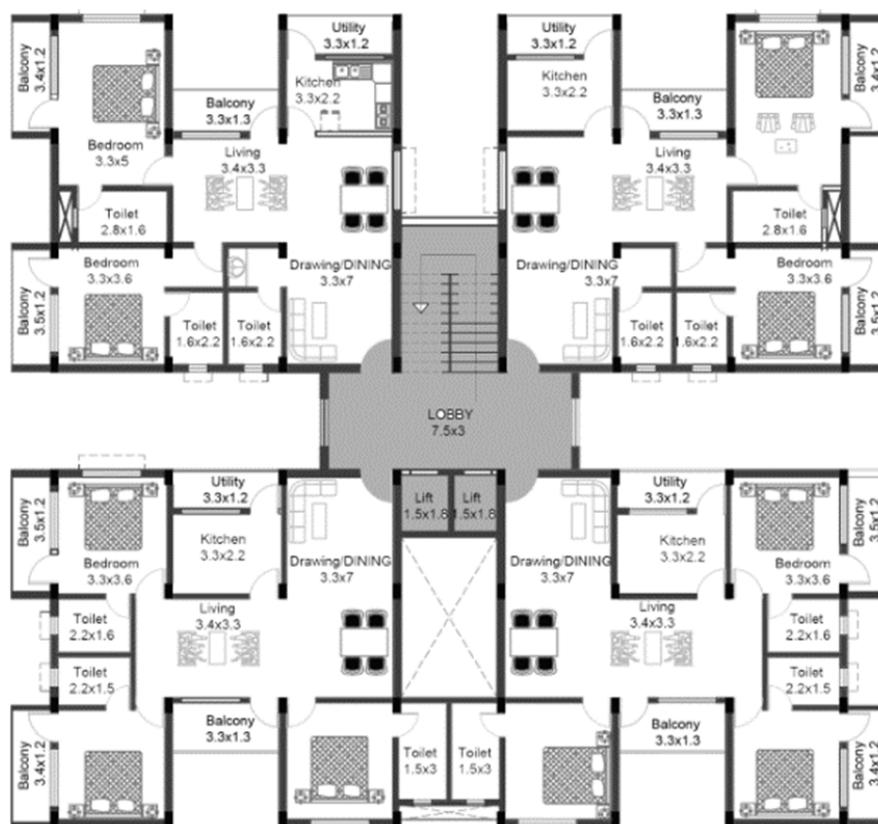 Utility
3.3x1.2
Utility
3.3x1.2
Balcony
3.4x1.2
Balcony
3.4x1.2
Kitchen
3.3x2.2
Kitchen
3.3x2.2
Balcony
3.3x1.3
Balcony
3.3x1.3
Bedroom
3.3x5
Living
3.4x3.3
Living
3.4x3.3
Toilet
2.8x1.6
Toilet
2.8x1.6
Bedroom
3.3x3.6
Drawing/DINING
3.3x7
Drawing/DINING
3.3x7
Bedroom
3.3x3.6
Balcony
3.5x1.2
Balcony
3.5x1.2
Toilet
1.6x2.2
Toilet
1.6x2.2
Toilet
1.6x2.2
Toilet
1.6x2.2
LOBBY
7.5x3
Utility
3.3x1.2
Lift
1.5x1.8
Lift
1.5x1.8
Utility
3.3x1.2
Balcony
3.5x1.2
Balcony
3.5x1.2
Kitchen
3.3x2.2
Kitchen
3.3x2.2
Bedroom
3.3x3.6
Drawing/DINING
3.3x7
Drawing/DINING
3.3x7
Bedroom
3.3x3.6
Living
3.4x3.3
Living
3.4x3.3
Toilet
2.2x1.6
Toilet
2.2x1.6
Toilet
2.2x1.5
Toilet
2.2x1.5
Balcony
3.3x1.3
Balcony
3.3x1.3
Balcony
3.4x1.2
Balcony
3.4x1.2
Toilet
1.5x3
Toilet
1.5x3